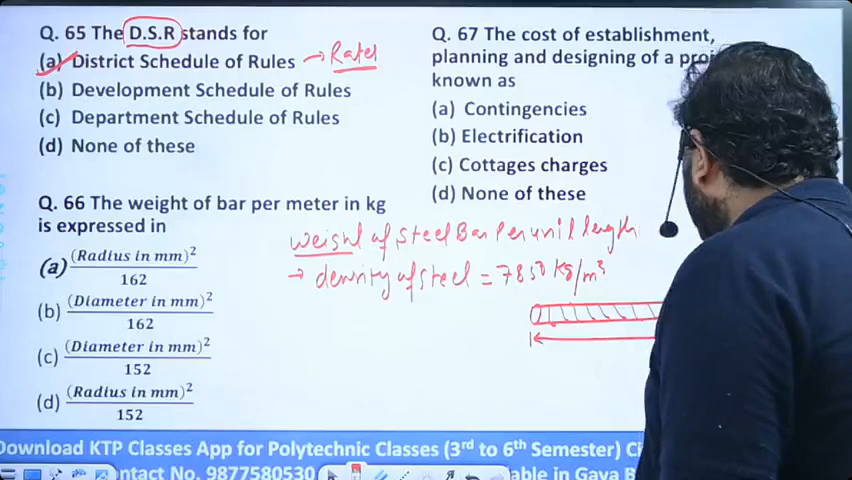 Q. 65 The D.S.R stands for
(a) District Schedule of Rules → Rates
(b) Development Schedule of Rules
(c) Department Schedule of Rules
(d) None of these
Q. 66 The weight of bar per meter in kg
is expressed in
(a) (Radius in mm)²
162
(b) (Diameter in mm)²
162
(c) (Diameter in mm)²
152
(d) (Radius in mm)²
152
Q. 67 The cost of establishment,
planning and designing of a
known as
(a) Contingencies
(b) Electrification
(c) Cottages charges
(d) None of these
weight of Steel Bar Per unit length
→ density of steel = 7850 kg/m³
Download KTP Classes App for Polytechnic Classes (3rd to 6th Semester)
Contact No. 9877580530
able in Gaya